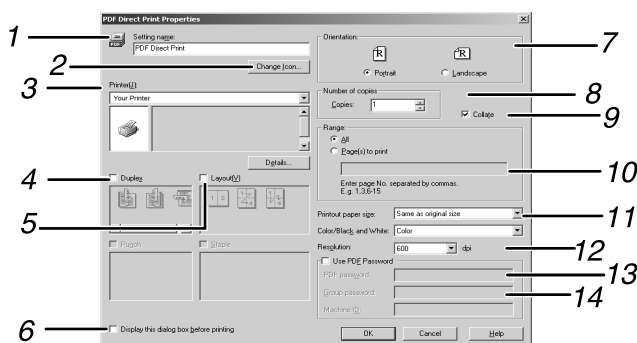 PDF Direct Print Properties
1
PDF
Setting name:
PDF Direct Print
2
Change Icon...
3
Printer(U):
Your Printer
Details...
4
Duplex
5
Layout(V)
1 2
Punch
Staple
6
Display this dialog box before printing
Orientation:
R
R
Portrait
Landscape
7
Number of copies
8
Copies:
1
Collate
9
Range:
All
Page(s) to print
10
Enter page No. separated by commas.
E.g. 1,3,6-15
Printout paper size:
Same as original size
11
Color/Black and White:
Color
Resolution:
600
dpi
12
Use PDF Password
PDF password:
13
Group password:
14
Machine ID:
OK
Cancel
Help